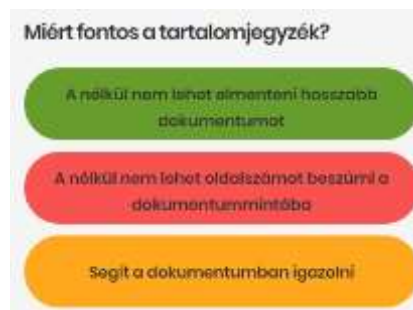 Miért fontos a tartalomjegyzék?
A nélkül nem lehet elmenteni hosszabb
dokumentumot
A nélkül nem lehet oldalszámot beszúrni a
dokumentummintába
Segít a dokumentumban igazolni